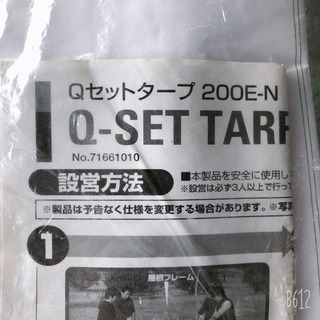 Qセットタープ 200E-N
Q-SET TARP
No.71661010
設営方法
■本製品を安全に使用し
※設営は必ず3人以上で行って
※製品は予告なく仕様を変更する場合があります。※写真
1
屋根フレーム
B612